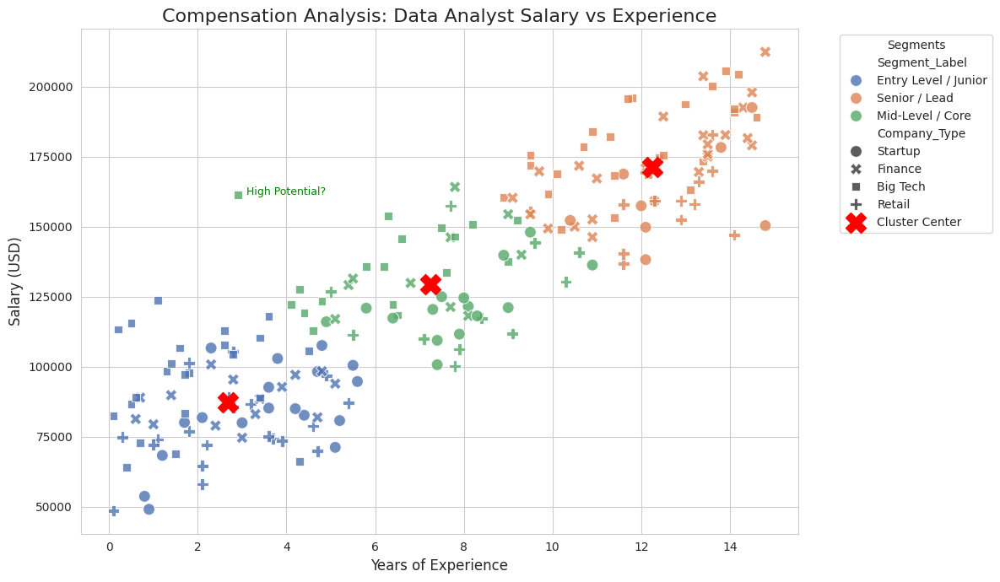 Compensation Analysis: Data Analyst Salary vs Experience
Segments
Segment_Label
Entry Level / Junior
Senior / Lead
Mid-Level / Core
Company_Type
Startup
Finance
Big Tech
Retail
Cluster Center
High Potential?
Salary (USD)
200000
175000
150000
125000
100000
75000
50000
0 2 4 6 8 10 12 14
Years of Experience